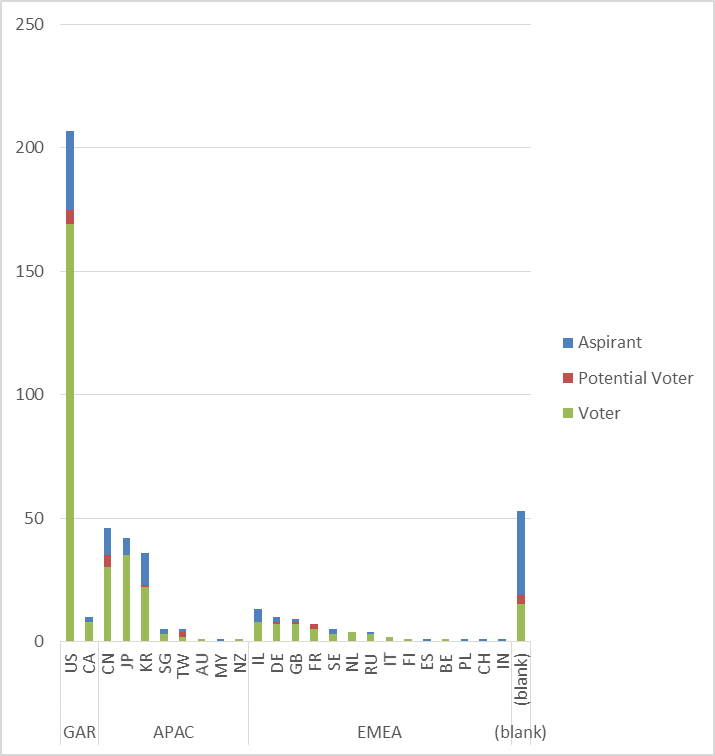 250
200
150
100
50
0
Aspirant
Potential Voter
Voter
US CA CN JP KR SG TW AU MY NZ IL DE GB FR SE NL RU IT FI ES BE PL CH IN (blank)
GAR APAC EMEA (blank)